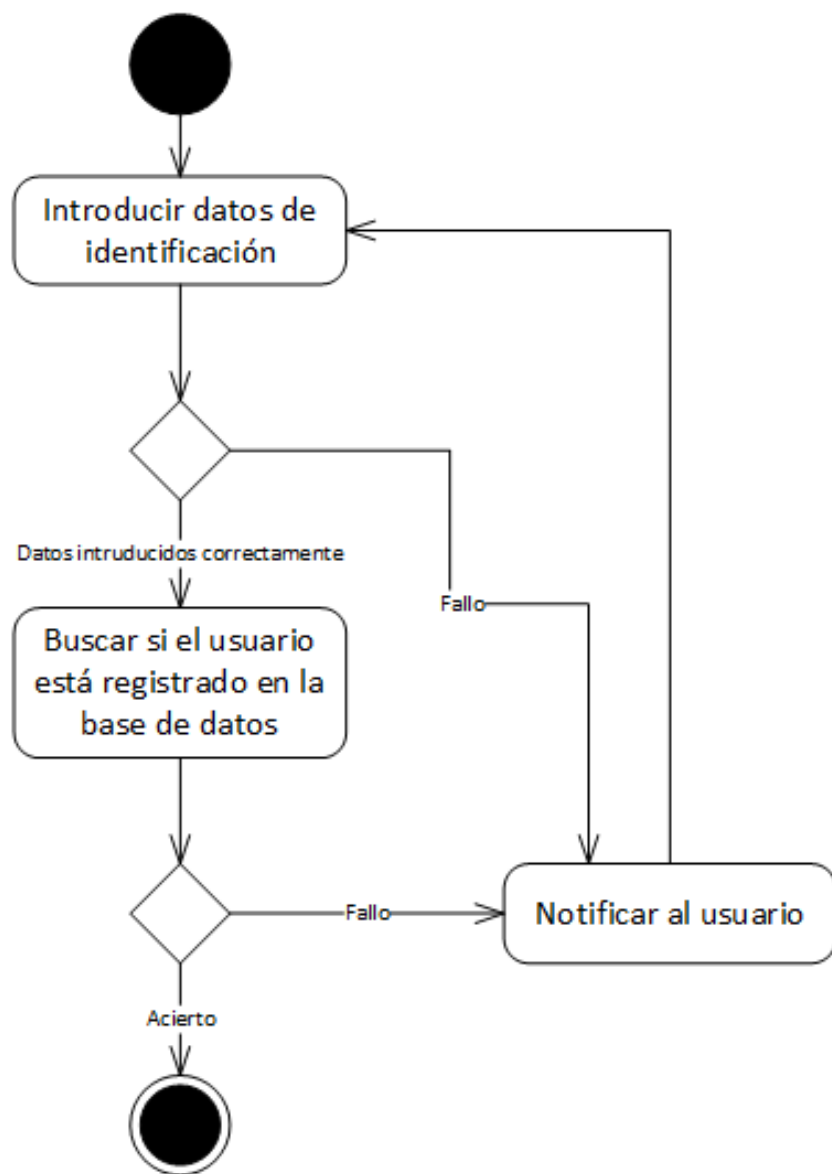 Introducir datos de
identificación
Datos intruducidos correctamente
Fallo
Buscar si el usuario
está registrado en la
base de datos
Fallo
Notificar al usuario
Acierto